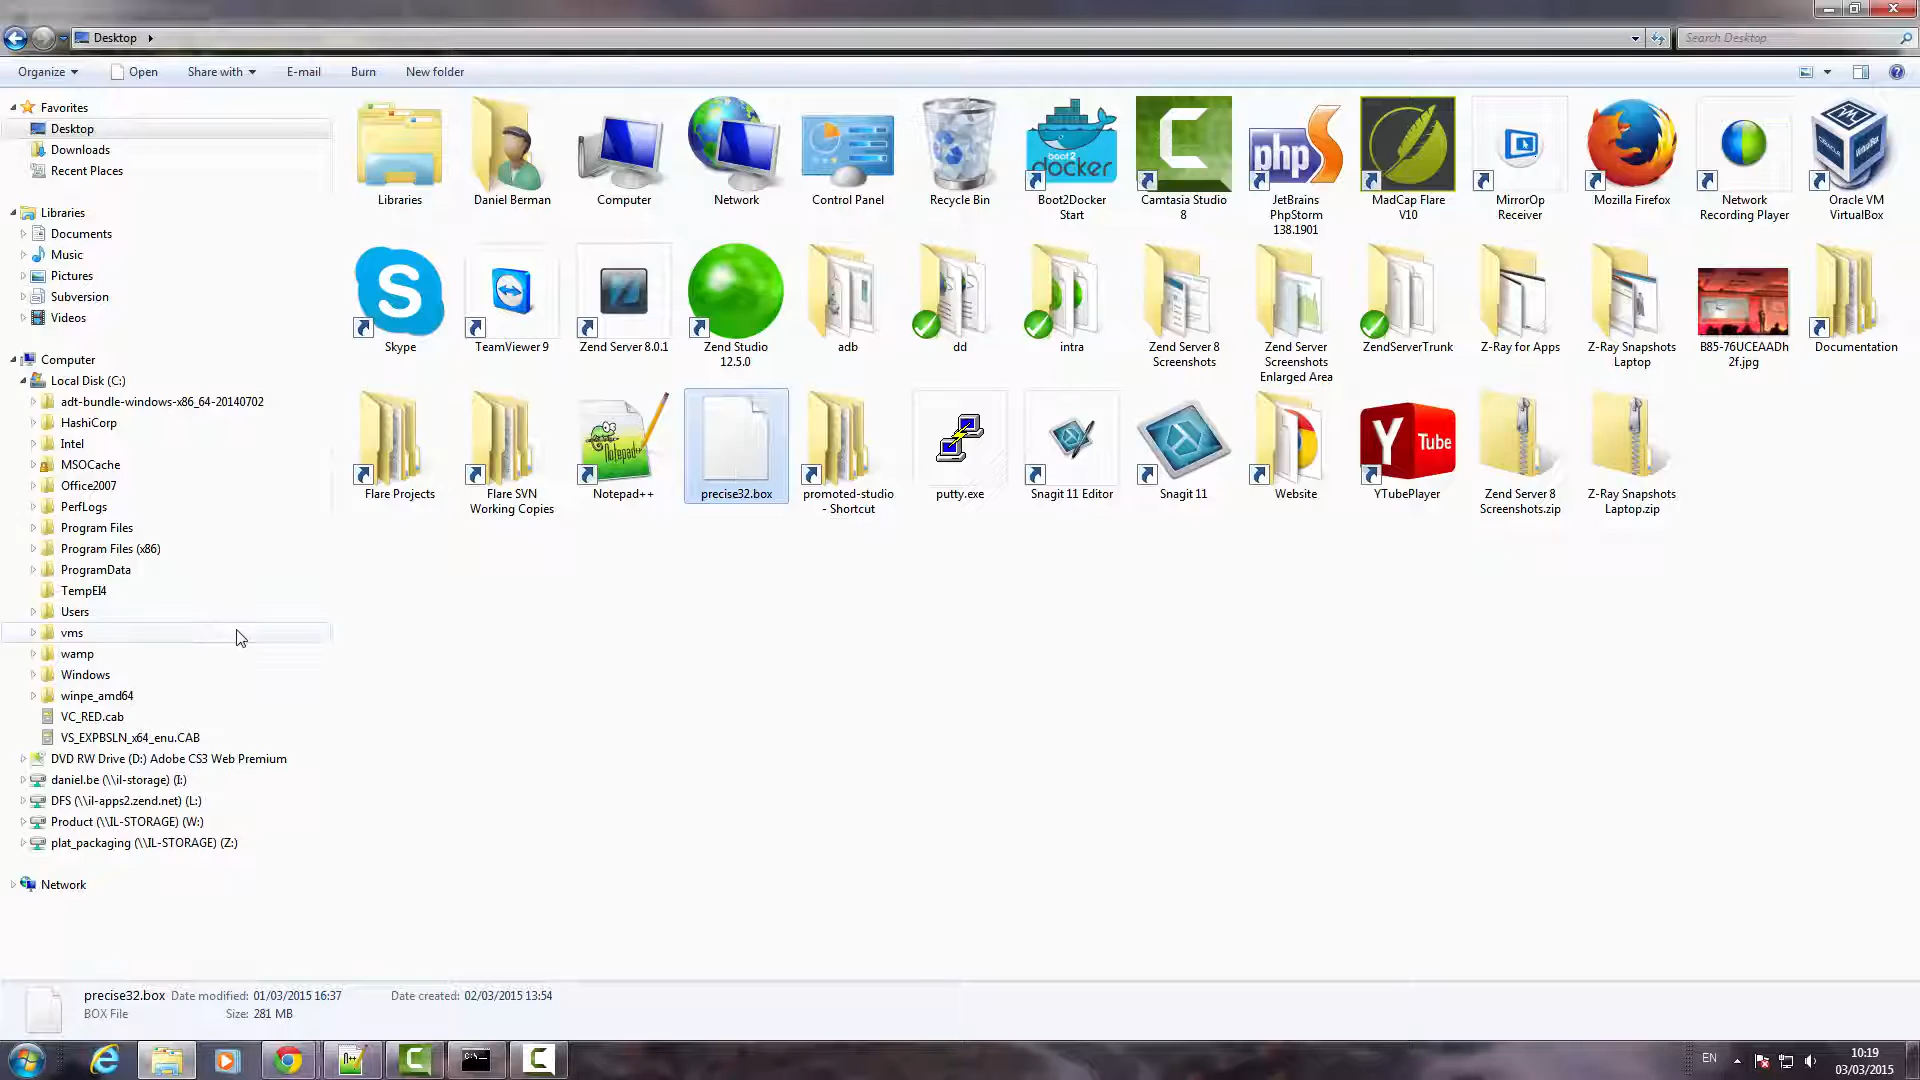 Desktop
Search Desktop
Organize
Open
Share with
E-mail
Burn
New folder
Favorites
Desktop
Downloads
Recent Places
Libraries
Documents
Music
Pictures
Subversion
Videos
Computer
Local Disk (C:)
adt-bundle-windows-x86_64-20140702
HashiCorp
Intel
MSOCache
Office2007
PerfLogs
Program Files
Program Files (x86)
ProgramData
TempEI4
Users
vms
wamp
Windows
winpe_amd64
VC_RED.cab
VS_EXPBSLN_x64_enu.CAB
DVD RW Drive (D:) Adobe CS3 Web Premium
daniel.be (\\il-storage) (I:)
DFS (\\il-apps2.zend.net) (L:)
Product (\\IL-STORAGE) (W:)
plat_packaging (\\IL-STORAGE) (Z:)
Network
Libraries
Daniel Berman
Computer
Network
Control Panel
Recycle Bin
boot2
docker
Boot2Docker
Start
Camtasia Studio
8
php
JetBrains
PhpStorm
138.1901
MadCap Flare
V10
MirrorOp
Receiver
Mozilla Firefox
Network
Recording Player
ORACLE
VirtualBox
Oracle VM
VirtualBox
Skype
TeamViewer 9
Zend Server 8.0.1
Zend Studio
12.5.0
adb
dd
intra
Zend Server 8
Screenshots
Zend Server
Screenshots
Enlarged Area
ZendServerTrunk
Z-Ray for Apps
Z-Ray Snapshots
Laptop
B85-76UCEAADh
2f.jpg
Documentation
Flare Projects
Flare SVN
Working Copies
Notepad++
Notepad++
precise32.box
promoted-studio
- Shortcut
putty.exe
Snagit 11 Editor
Snagit 11
Website
Y Tube
YTubePlayer
Zend Server 8
Screenshots.zip
Z-Ray Snapshots
Laptop.zip
precise32.box Date modified: 01/03/2015 16:37 Date created: 02/03/2015 13:54
BOX File Size: 281 MB
C:\
EN
10:19
03/03/2015